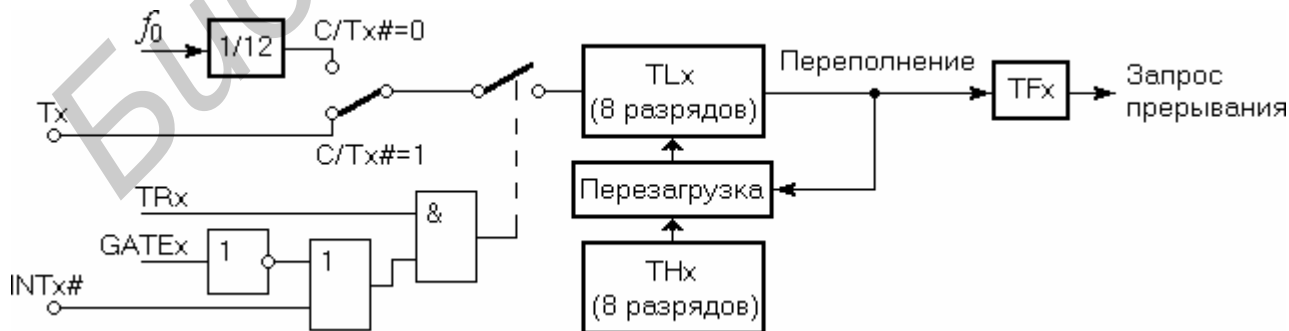 f0
1/12
C/Tx#=0
Tx
C/Tx#=1
TLx
(8 разрядов)
Переполнение
TFx
Запрос
прерывания
Перезагрузка
TRx
&
GATEx
1
1
INTx#
THx
(8 разрядов)
Биб